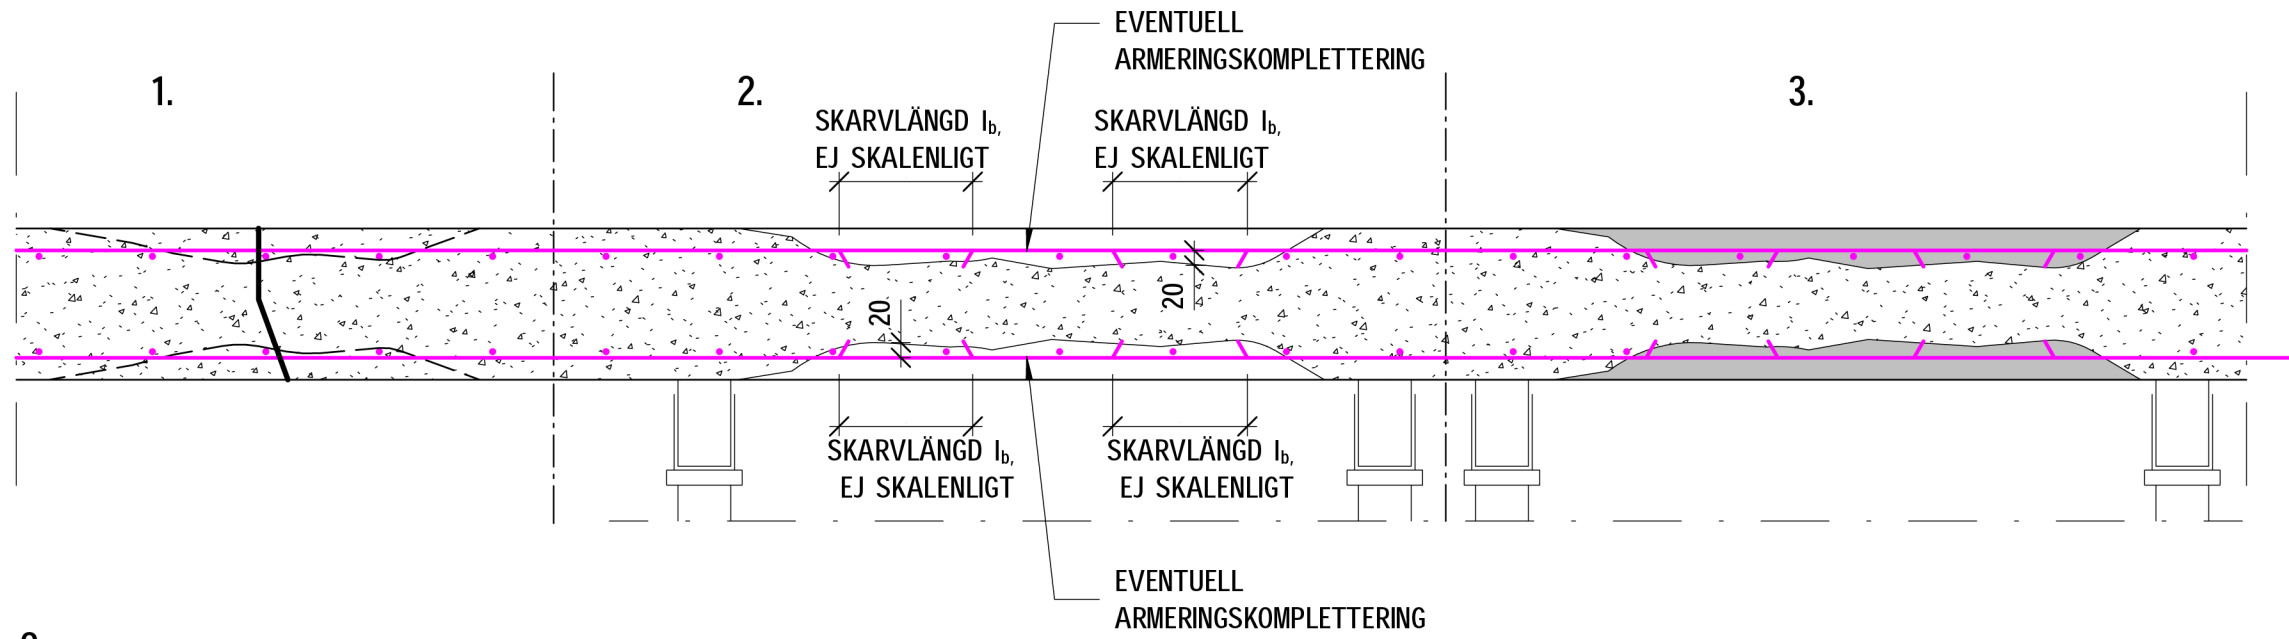 EVENTUELL
ARMERINGSKOMPLETTERING
1.
2.
3.
SKARVLÄNGD lb,
EJ SKALENLIGT
SKARVLÄNGD lb,
EJ SKALENLIGT
20
20
SKARVLÄNGD lb,
EJ SKALENLIGT
SKARVLÄNGD lb,
EJ SKALENLIGT
EVENTUELL
ARMERINGSKOMPLETTERING